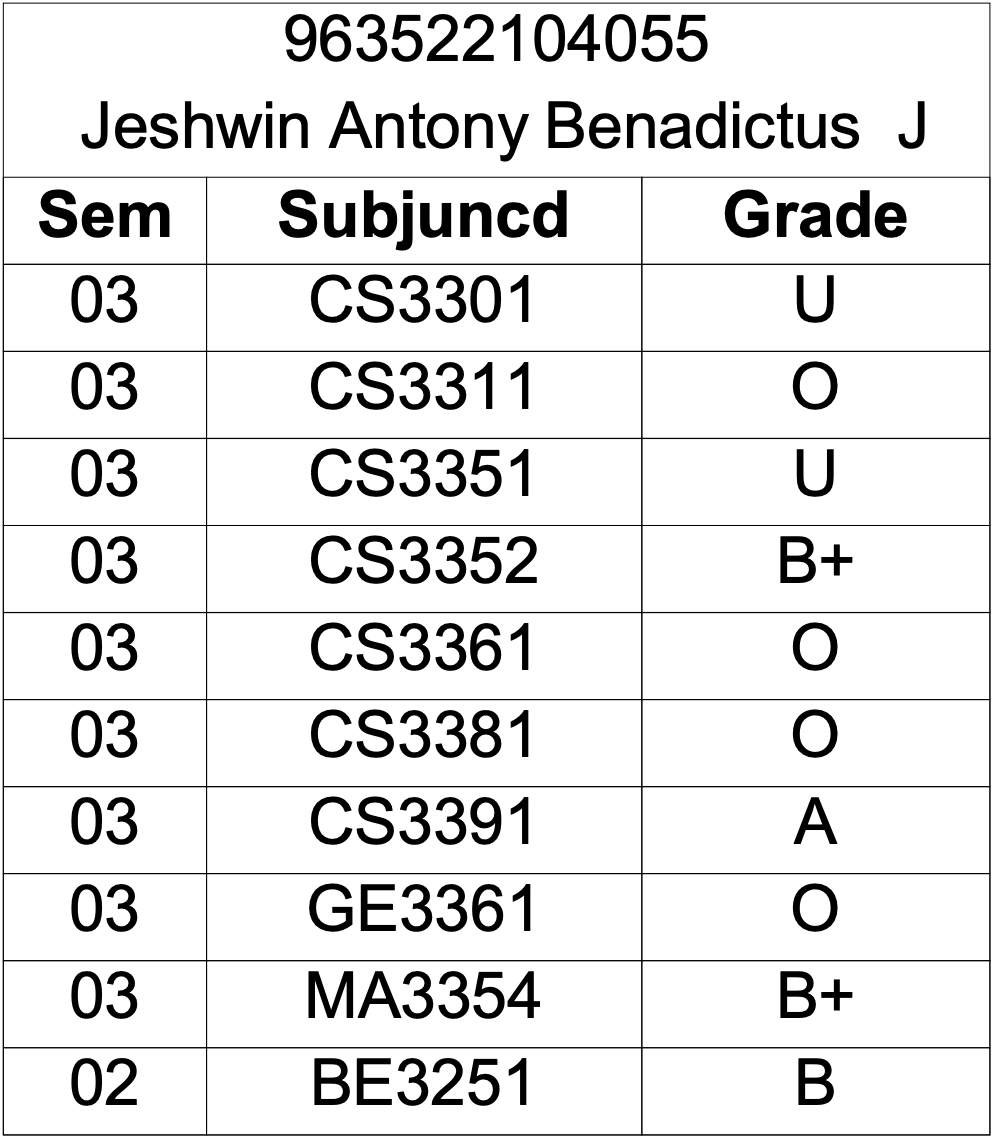 963522104055
Jeshwin Antony Benadictus J
Sem Subjuncd Grade
03 CS3301 U
03 CS3311 O
03 CS3351 U
03 CS3352 B+
03 CS3361 O
03 CS3381 O
03 CS3391 A
03 GE3361 O
03 MA3354 B+
02 BE3251 B